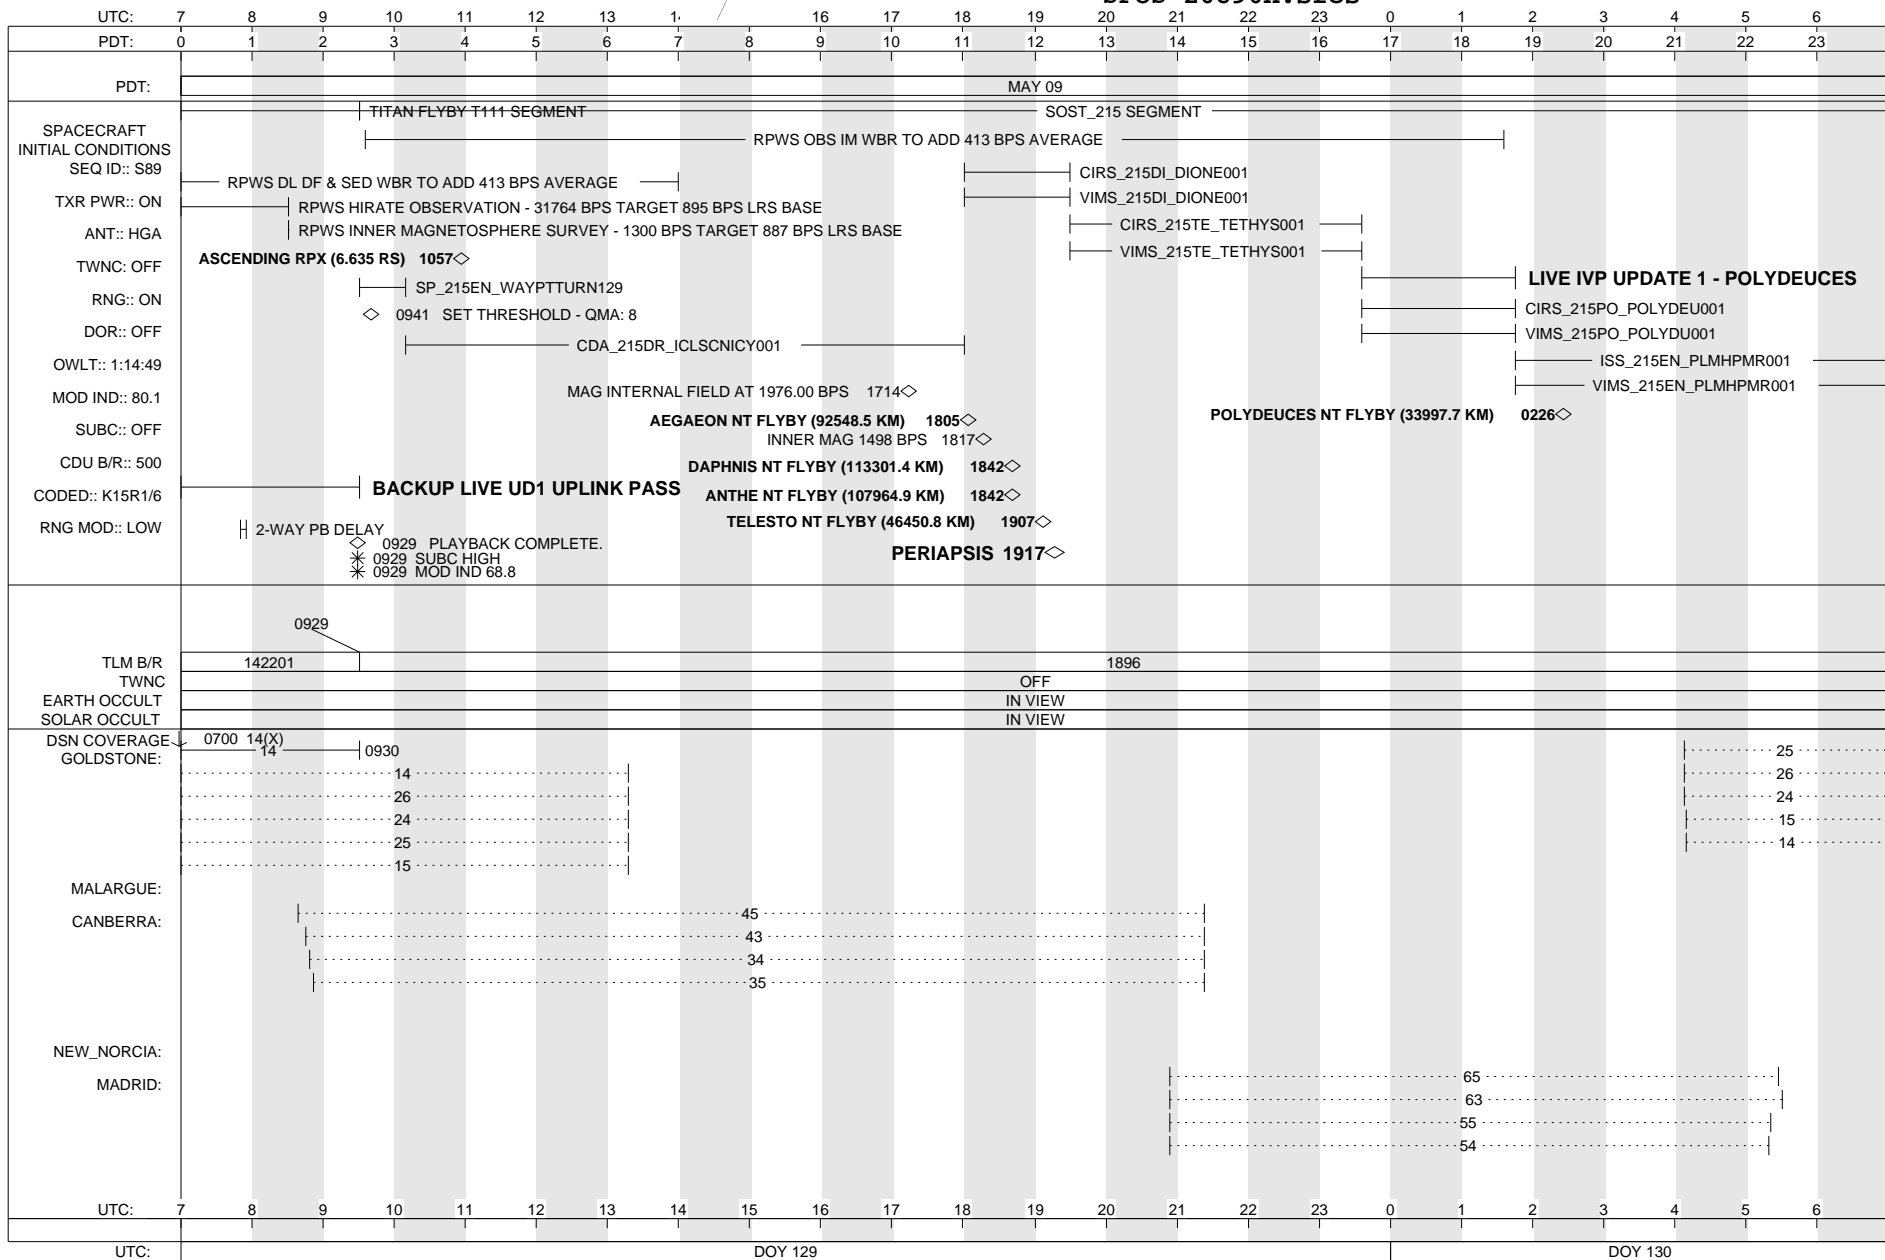 UTC: 7 8 9 10 11 12 13 16 17 18 19 20 21 22 23 0 1 2 3 4 5 6
PDT: 0 1 2 3 4 5 6 7 8 9 10 11 12 13 14 15 16 17 18 19 20 21 22 23
PDT: MAY 09
TITAN FLYBY T111 SEGMENT SOST_215 SEGMENT
SPACECRAFT
INITIAL CONDITIONS
RPWS OBS IM WBR TO ADD 413 BPS AVERAGE
SEQ ID:: S89
CIRS_215DI_DIONE001
RPWS DL DF & SED WBR TO ADD 413 BPS AVERAGE
VIMS_215DI_DIONE001
TXR PWR:: ON
RPWS HIRATE OBSERVATION - 31764 BPS TARGET 895 BPS LRS BASE
CIRS_215TE_TETHYS001
ANT:: HGA
RPWS INNER MAGNETOSPHERE SURVEY - 1300 BPS TARGET 887 BPS LRS BASE
VIMS_215TE_TETHYS001
ASCENDING RPX (6.635 RS) 1057
TWNC: OFF
LIVE IVP UPDATE 1 - POLYDEUCES
SP_215EN_WAYPTTURN129
RNG:: ON
CIRS_215PO_POLYDEU001
0941 SET THRESHOLD - QMA: 8
DOR:: OFF
VIMS_215PO_POLYDU001
CDA_215DR_ICLSCNICY001
OWLT:: 1:14:49
ISS_215EN_PLMHPMR001
MAG INTERNAL FIELD AT 1976.00 BPS 1714
VIMS_215EN_PLMHPMR001
MOD IND:: 80.1
AEGAEON NT FLYBY (92548.5 KM) 1805
POLYDEUCES NT FLYBY (33997.7 KM) 0226
SUBC:: OFF
INNER MAG 1498 BPS 1817
CDU B/R:: 500
DAPHNIS NT FLYBY (113301.4 KM) 1842
BACKUP LIVE UD1 UPLINK PASS
CODED:: K15R1/6
ANTHE NT FLYBY (107964.9 KM) 1842
RNG MOD:: LOW
TELESTO NT FLYBY (46450.8 KM) 1907
2-WAY PB DELAY
0929 PLAYBACK COMPLETE.
PERIAPSIS 1917
0929 SUBC HIGH
0929 MOD IND 68.8
0929
TLM B/R 142201 1896
TWNC OFF
EARTH OCCULT IN VIEW
SOLAR OCCULT IN VIEW
DSN COVERAGE 0700 14(X)
GOLDSTONE: 14 0930 25
14 26
26 24
24 15
25 14
15
MALARGUE:
CANBERRA: 45
43
34
35
NEW_NORCIA:
MADRID: 65
63
55
54
UTC: 7 8 9 10 11 12 13 14 15 16 17 18 19 20 21 22 23 0 1 2 3 4 5 6
UTC: DOY 129 DOY 130